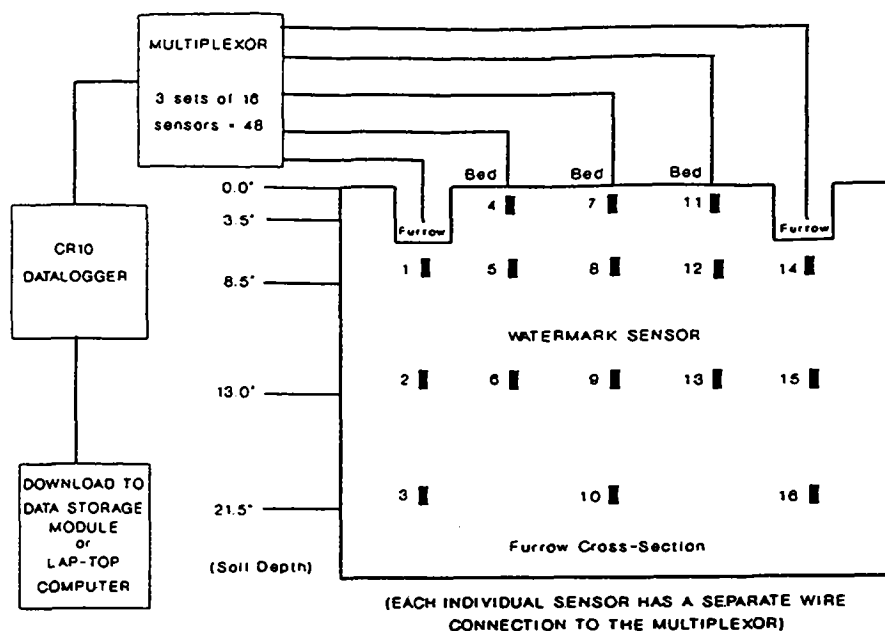 MULTIPLEXOR
3 sets of 16
sensors = 48
CR10
DATALOGGER
DOWNLOAD TO
DATA STORAGE
MODULE
or
LAP-TOP
COMPUTER
0.0"
3.5"
8.5"
13.0"
21.5"
(Soil Depth)
Bed Bed Bed
4 7 11
Furrow Furrow
1 5 8 12 14
WATERMARK SENSOR
2 6 9 13 15
3 10 16
Furrow Cross-Section
(EACH INDIVIDUAL SENSOR HAS A SEPARATE WIRE
CONNECTION TO THE MULTIPLEXOR)